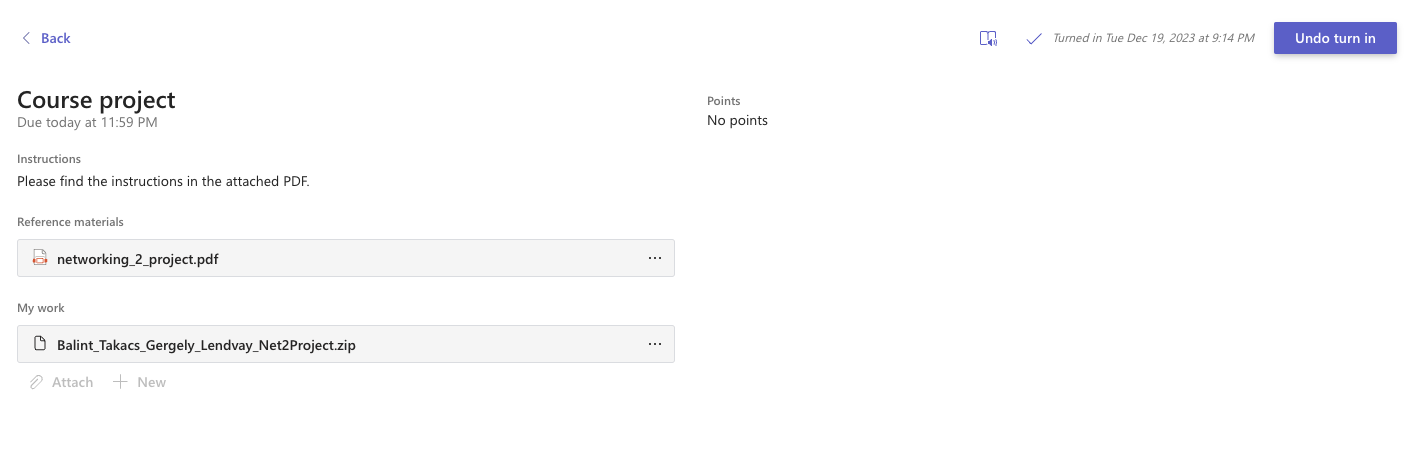 Back
Turned in Tue Dec 19, 2023 at 9:14 PM
Undo turn in
Course project
Due today at 11:59 PM
Points
No points
Instructions
Please find the instructions in the attached PDF.
Reference materials
networking_2_project.pdf
My work
Balint_Takacs_Gergely_Lendvay_Net2Project.zip
Attach
New